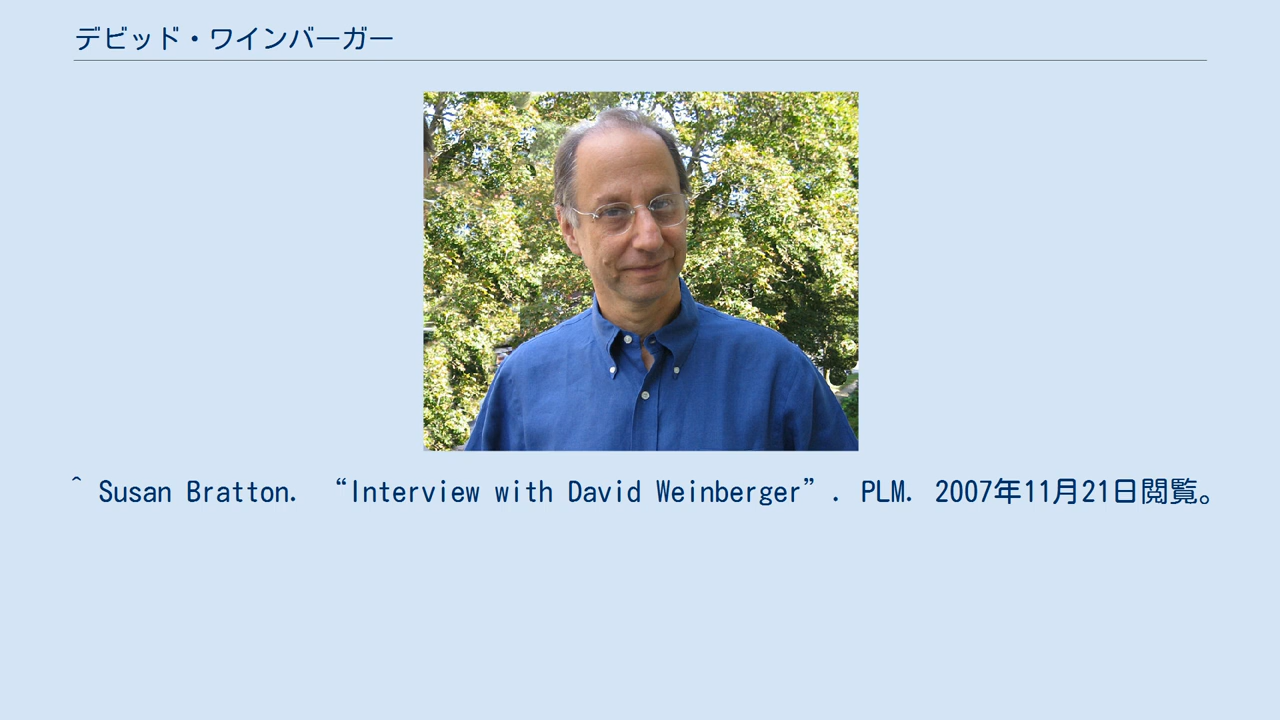 デビッド・ワインバーガー
^ Susan Bratton. “Interview with David Weinberger”. PLM. 2007年11月21日閲覧。